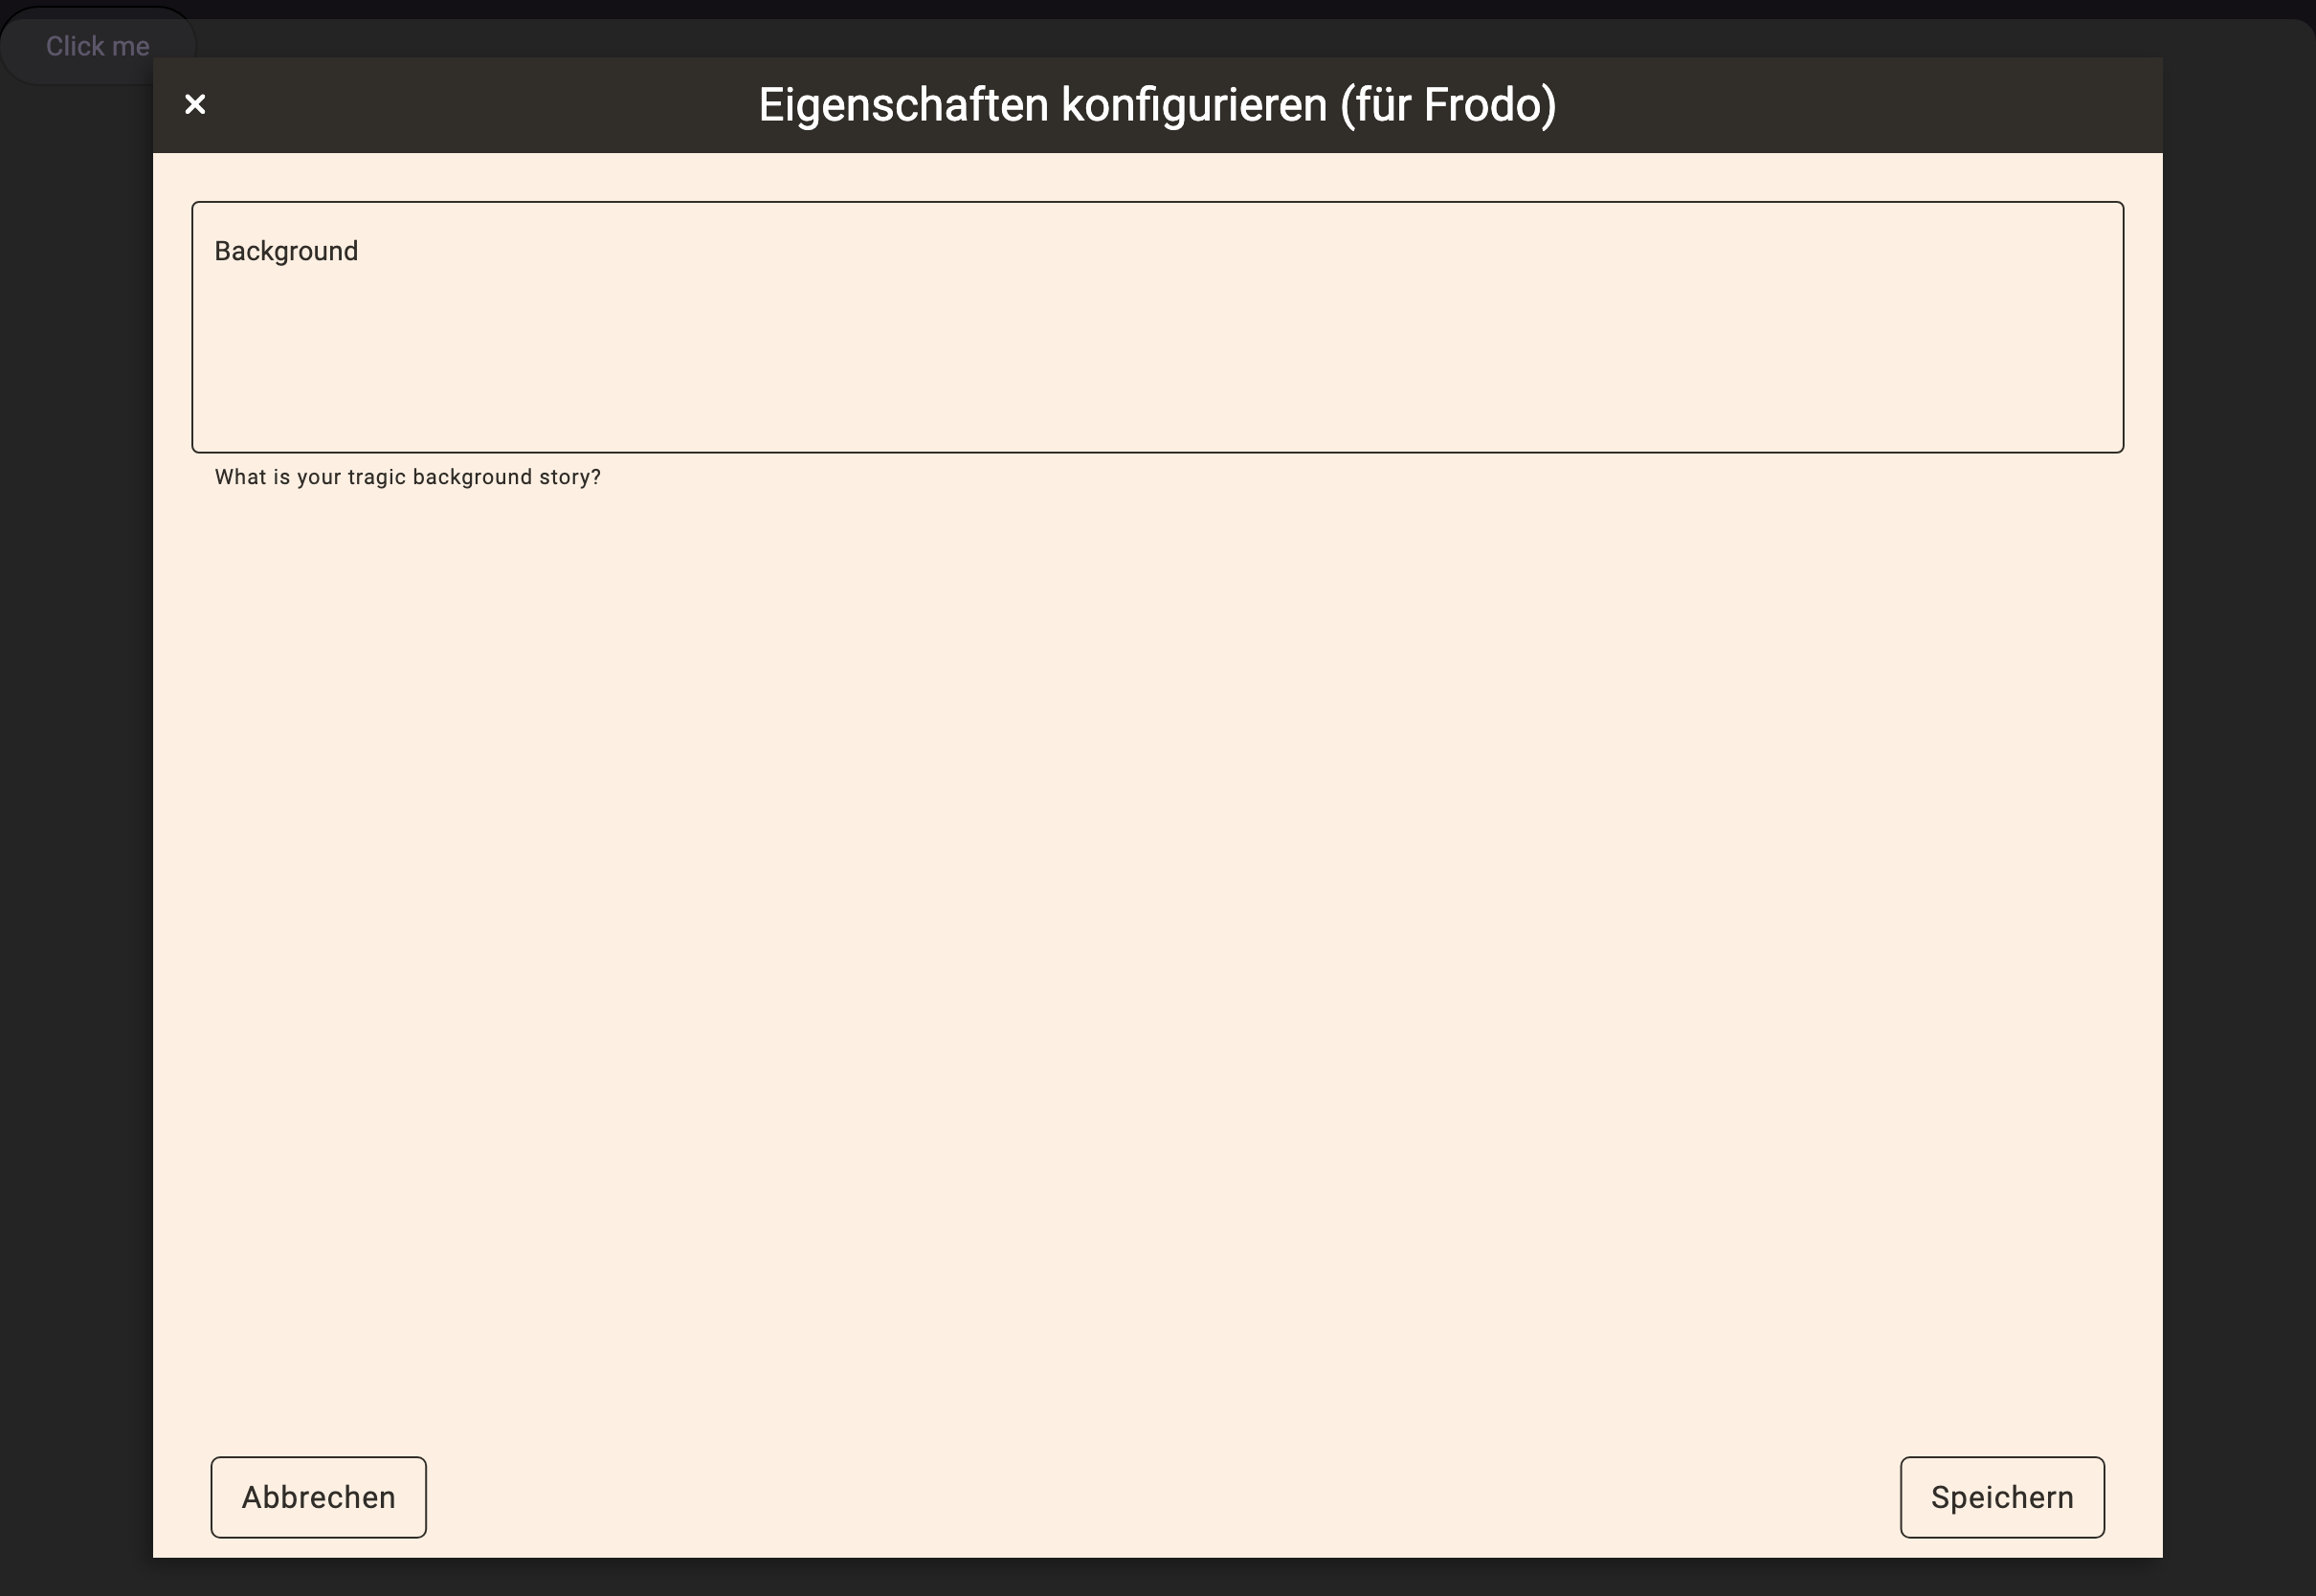 Click me
Eigenschaften konfigurieren (für Frodo)
Background
What is your tragic background story?
Abbrechen
Speichern